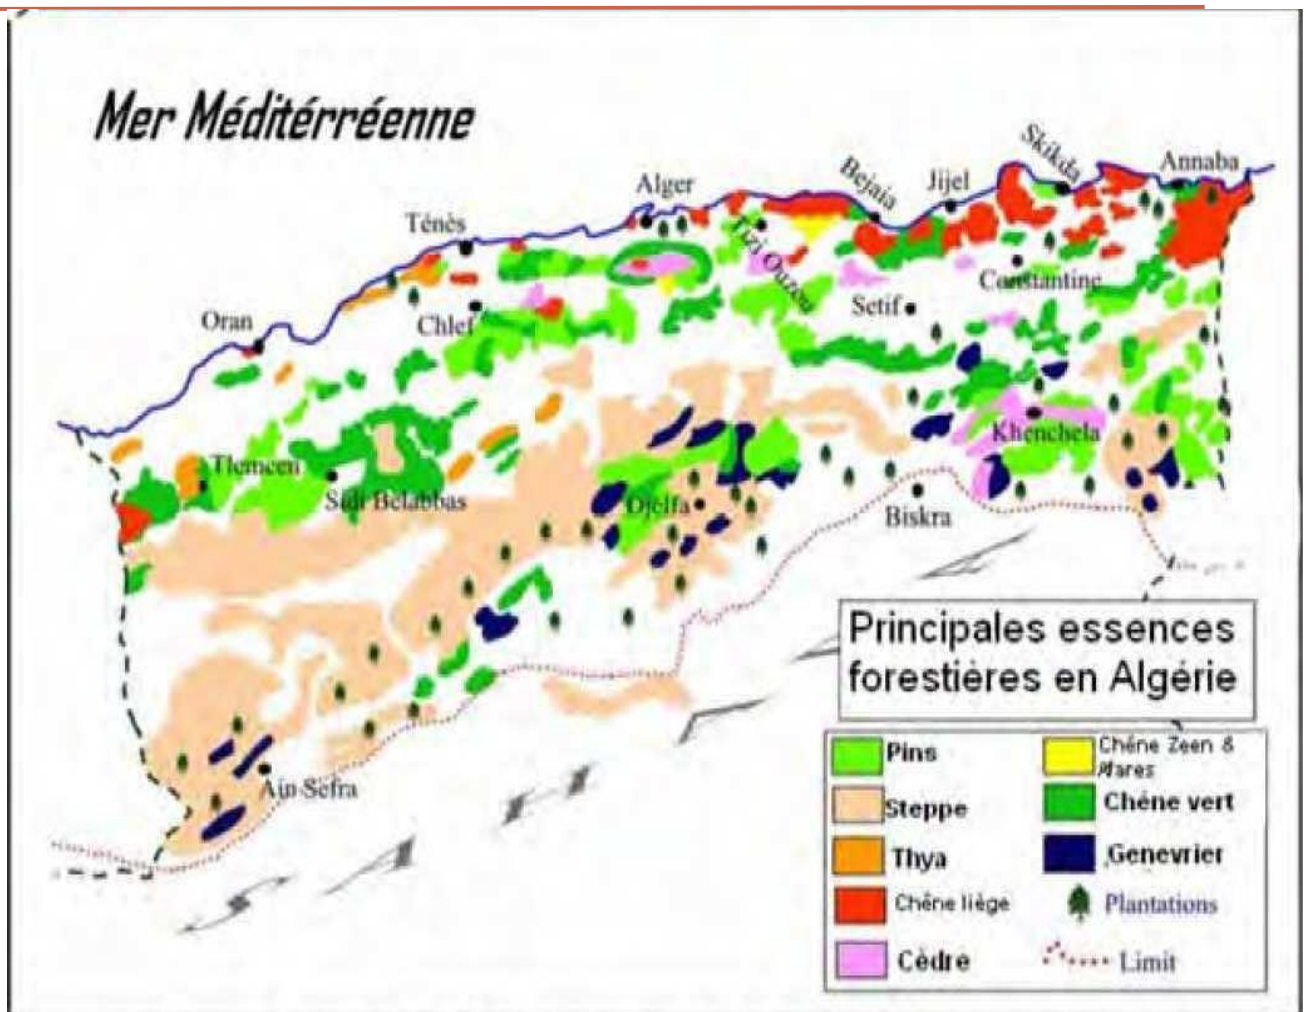 Mer Méditérréenne
Skikda
Annaba
Bejaia
Jijel
Alger
Ténès
Tizi Ouzou
Constantine
Setif
Oran
Chlef
Khenchela
Tlemcen
Sidi Belabbas
Djelfa
Biskra
Ain Sefra
Principales essences
forestières en Algérie
Pins
Chêne Zeen &
Afares
Steppe
Chéne vert
Thya
Genevrier
Chêne liège
Plantations
Cèdre
Limit